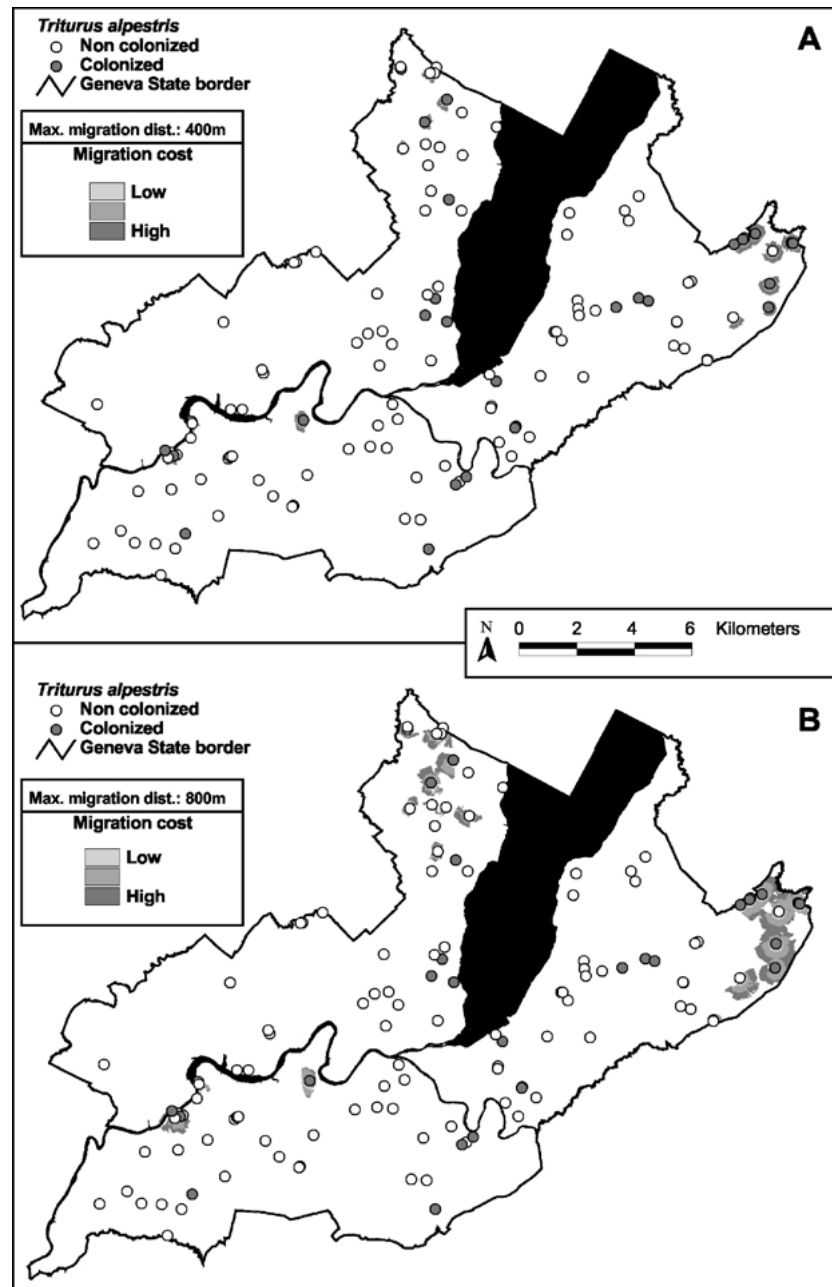 A
Triturus alpestris
Non colonized
Colonized
Geneva State border
Max. migration dist.: 400m
Migration cost
Low
High
N
0 2 4 6 Kilometers
B
Triturus alpestris
Non colonized
Colonized
Geneva State border
Max. migration dist.: 800m
Migration cost
Low
High